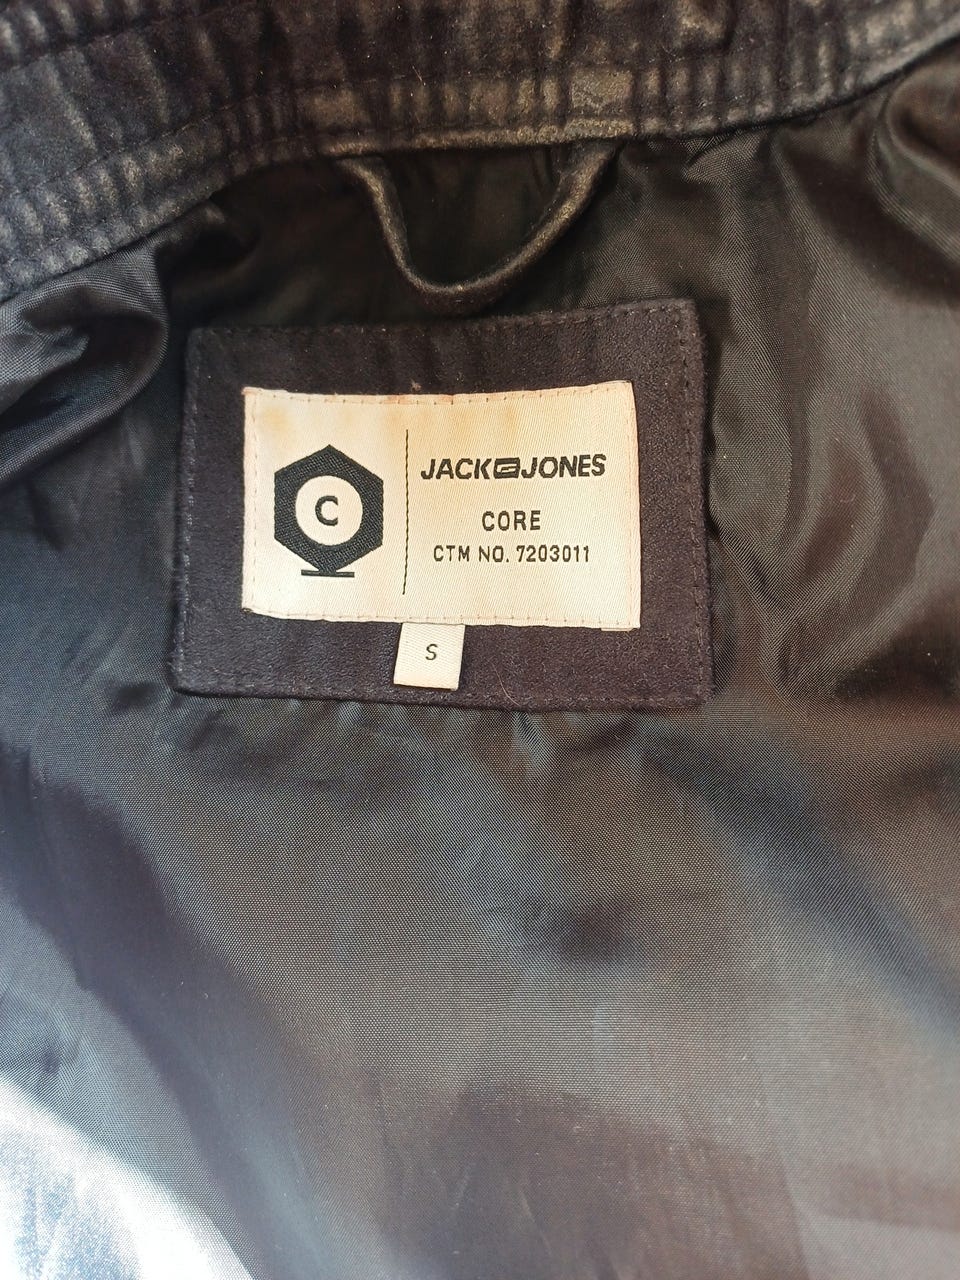 C
JACK & JONES
CORE
CTM NO. 7203011
S